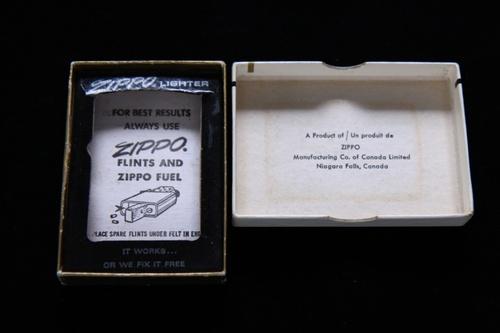 ZIPPO LIGHTER
FOR BEST RESULTS
ALWAYS USE
ZIPPO.
FLINTS AND
ZIPPO FUEL
PLACE SPARE FLINTS UNDER FELT IN END
IT WORKS...
OR WE FIX IT FREE
A Product of / Un produit de
ZIPPO
Manufacturing Co. of Canada Limited
Niagara Falls, Canada